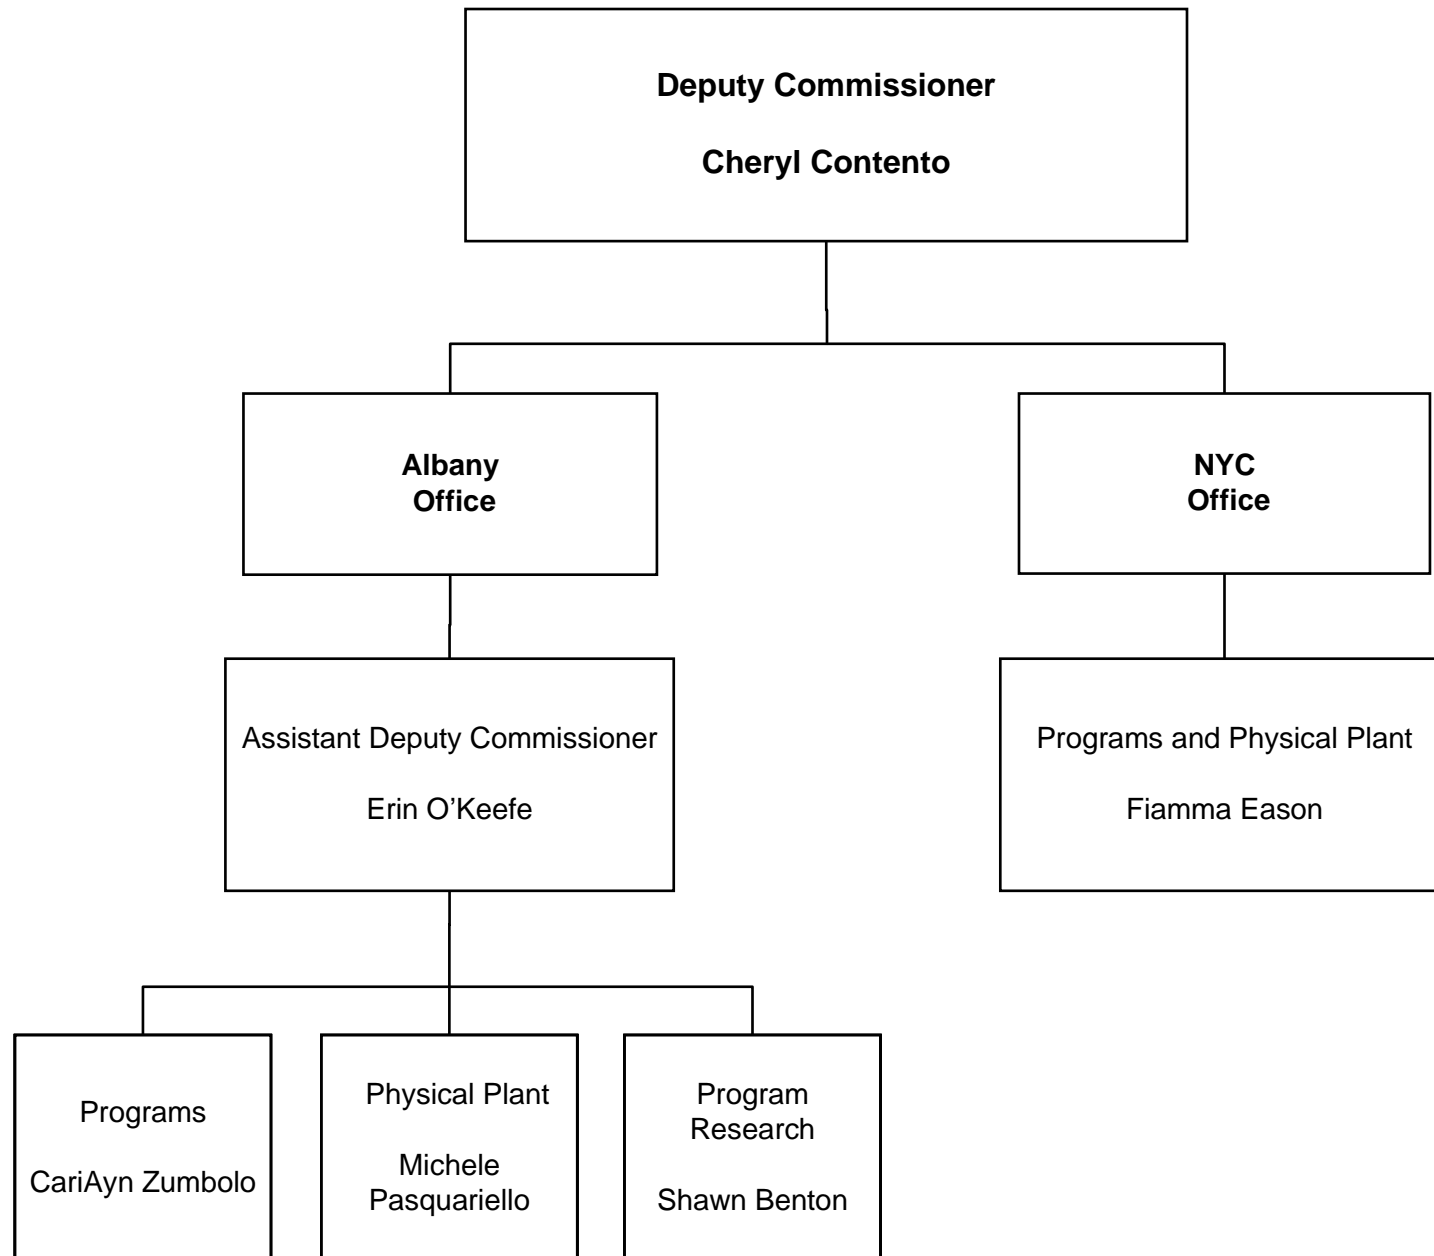 Deputy Commissioner
Cheryl Contento
Albany
Office
NYC
Office
Assistant Deputy Commissioner
Erin O’Keefe
Programs and Physical Plant
Fiamma Eason
Programs
CariAyn Zumbolo
Physical Plant
Michele
Pasquariello
Program
Research
Shawn Benton